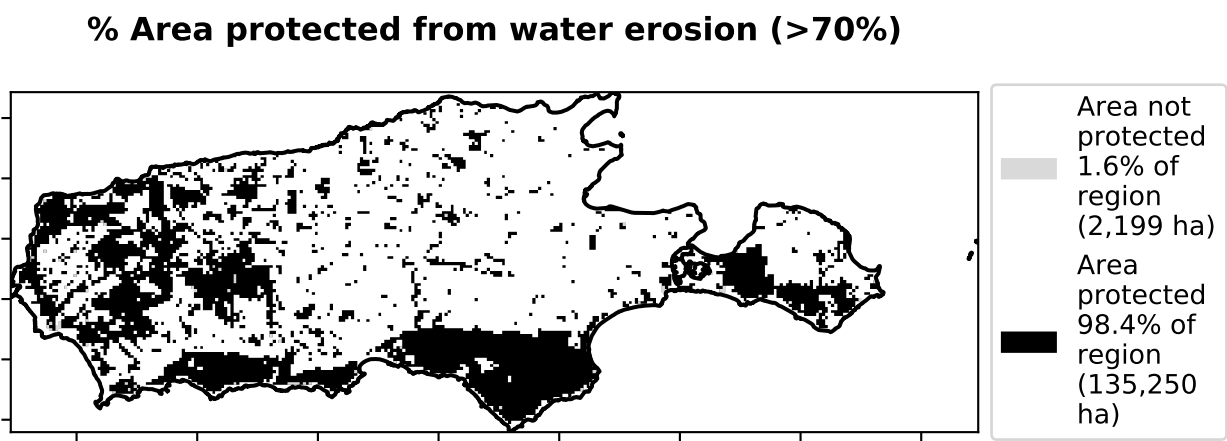 % Area protected from water erosion (>70%)
Area not
protected
1.6% of
region
(2,199 ha)
Area
protected
98.4% of
region
(135,250
ha)